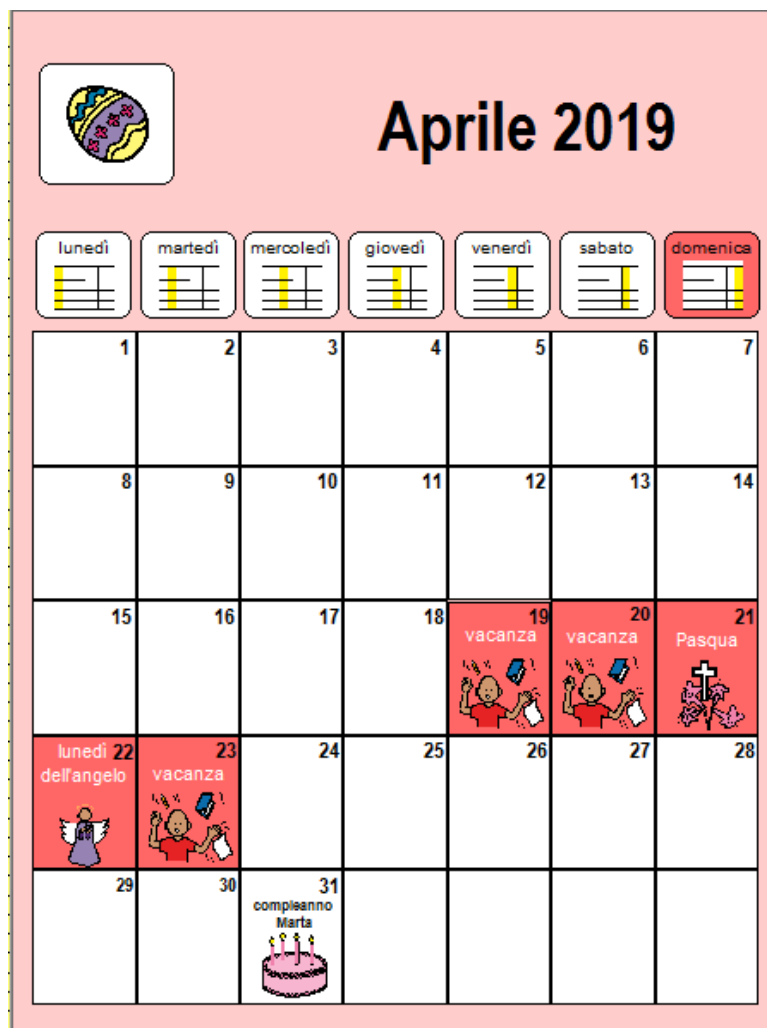 Aprile 2019
lunedì martedì mercoledì giovedì venerdì sabato domenica
1 2 3 4 5 6 7
8 9 10 11 12 13 14
15 16 17 18 19 20 21
vacanza vacanza Pasqua
lunedì 22 23 24 25 26 27 28
dell'angelo vacanza
29 30 31
compleanno
Marta